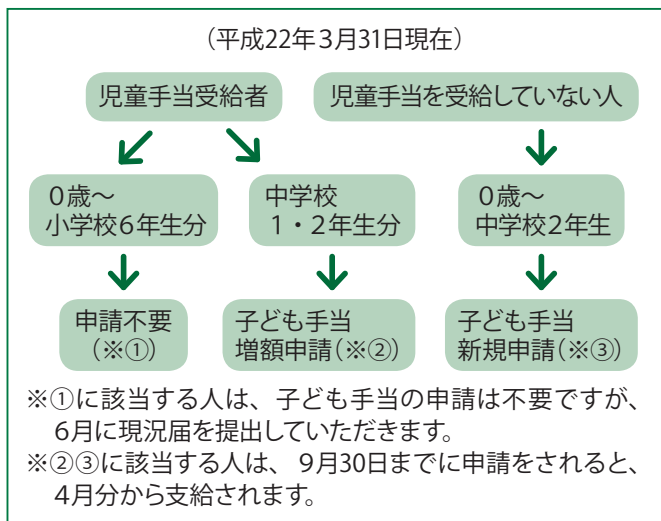 （平成22年3月31日現在）
児童手当受給者
児童手当を受給していない人
0歳～
小学校6年生分
中学校
1・2年生分
0歳～
中学校2年生
申請不要
（※①）
子ども手当
増額申請（※②）
子ども手当
新規申請（※③）
※①に該当する人は、子ども手当の申請は不要ですが、
6月に現況届を提出していただきます。
※②③に該当する人は、9月30日までに申請をされると、
4月分から支給されます。